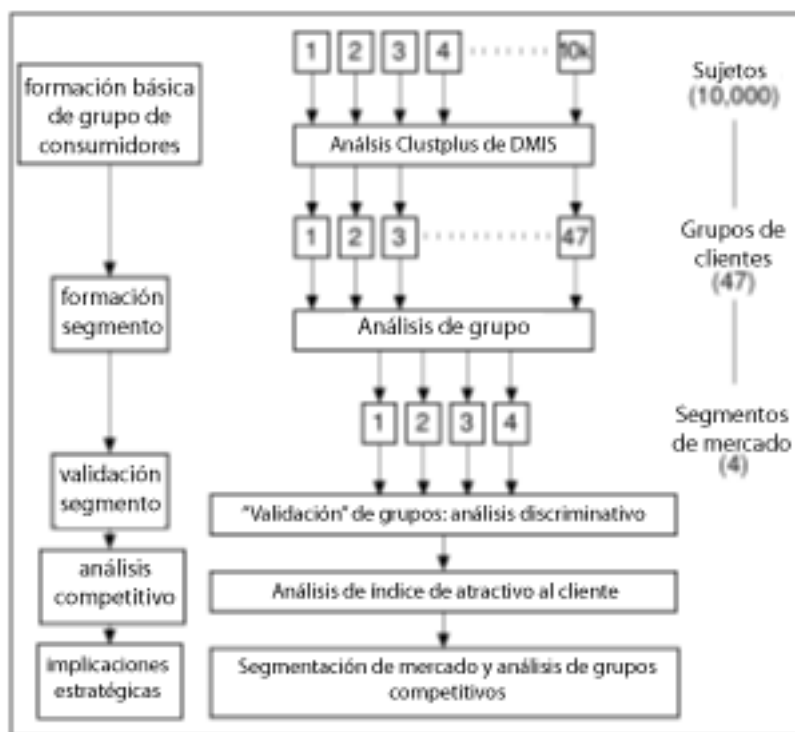 formación básica
de grupo de
consumidores
1 2 3 4 10k
Sujetos
(10,000)
Análsis Clustplus de DMIS
1 2 3 47
Grupos de
clientes
(47)
formación
segmento
Análisis de grupo
1 2 3 4
Segmentos
de mercado
(4)
validación
segmento
"Validación" de grupos: análisis discriminativo
análisis
competitivo
Análisis de índice de atractivo al cliente
implicaciones
estratégicas
Segmentación de mercado y análisis de grupos
competitivos